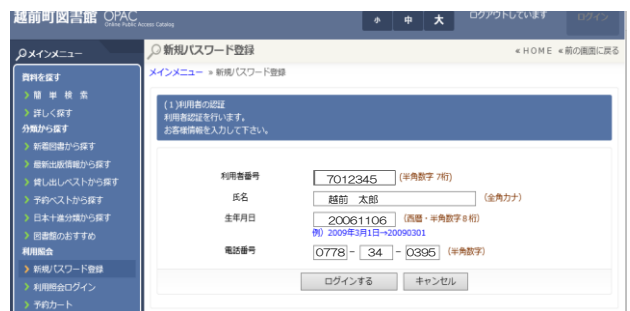 越前町図書館 OPAC
Online Public Access Catalog
小 中 大
ログアウトしています
ログイン
メインメニュー
資料を探す
簡 単 検 索
詳しく探す
分類から探す
新着図書から探す
最新出版情報から探す
貸し出しベストから探す
予約ベストから探す
日本十進分類から探す
図書館のおすすめ
利用照会
新規パスワード登録
利用照会ログイン
予約カート
新規パスワード登録
«HOME «前の画面に戻る
メインメニュー » 新規パスワード登録
(1)利用者の認証
利用者認証を行います。
お客様情報を入力して下さい。
利用者番号 7012345 (半角数字 7桁)
氏名 越前 太郎 (全角カナ)
生年月日 20061106 (西暦・半角数字8桁)
例) 2009年3月1日→20090301
電話番号 0778 - 34 - 0395 (半角数字)
ログインする キャンセル